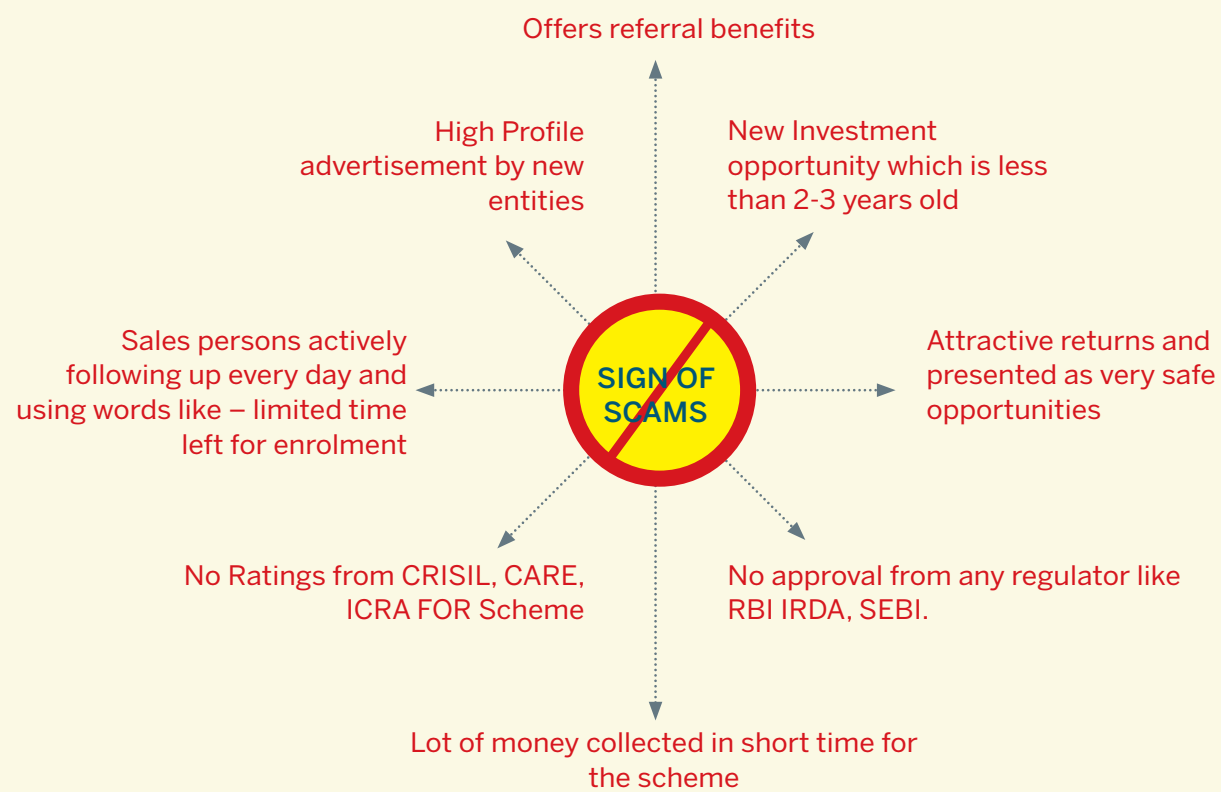 Offers referral benefits
High Profile
advertisement by new
entities
New Investment
opportunity which is less
than 2-3 years old
Sales persons actively
following up every day and
using words like – limited time
left for enrolment
SIGN OF
SCAMS
Attractive returns and
presented as very safe
opportunities
No Ratings from CRISIL, CARE,
ICRA FOR Scheme
No approval from any regulator like
RBI IRDA, SEBI.
Lot of money collected in short time for
the scheme